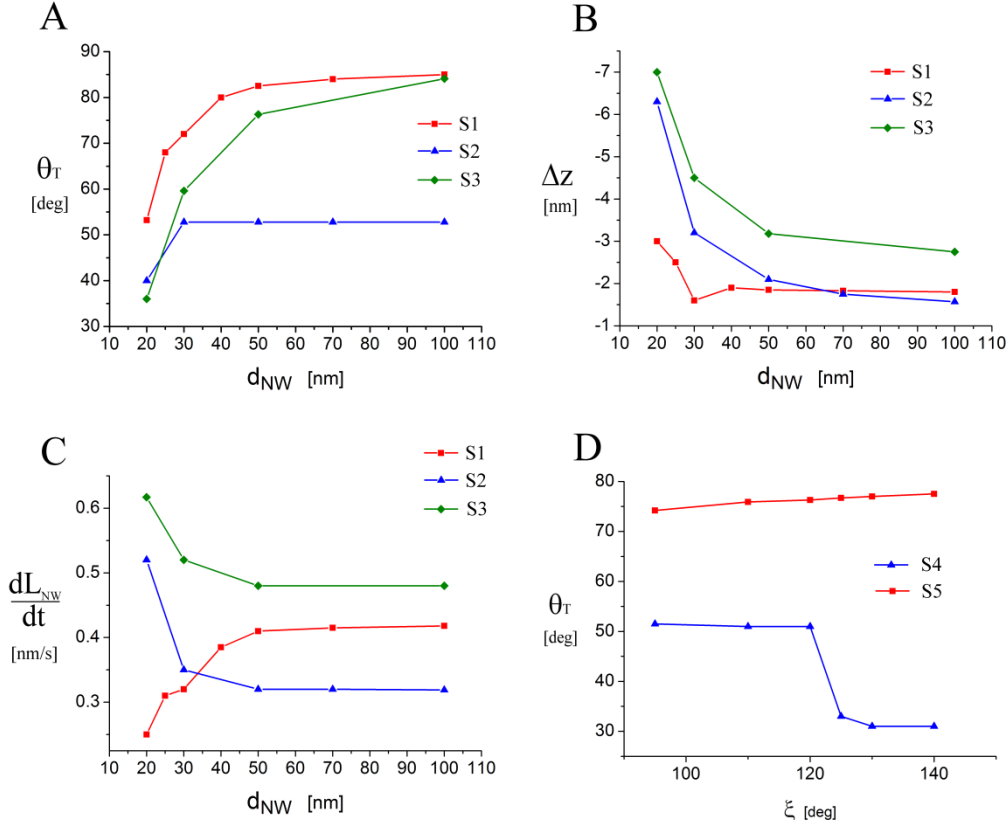 A
90
80
70
60
50
40
30
θT
[deg]
S1
S2
S3
10 20 30 40 50 60 70 80 90 100 110
dNW [nm]
B
-7
-6
-5
-4
-3
-2
-1
Δz
[nm]
S1
S2
S3
10 20 30 40 50 60 70 80 90 100 110
dNW [nm]
C
S1
S2
S3
0.6
0.5
0.4
0.3
dLNW
dt
[nm/s]
10 20 30 40 50 60 70 80 90 100 110
dNW [nm]
D
80
70
60
50
40
30
θT
[deg]
S4
S5
100 120 140
ξ [deg]